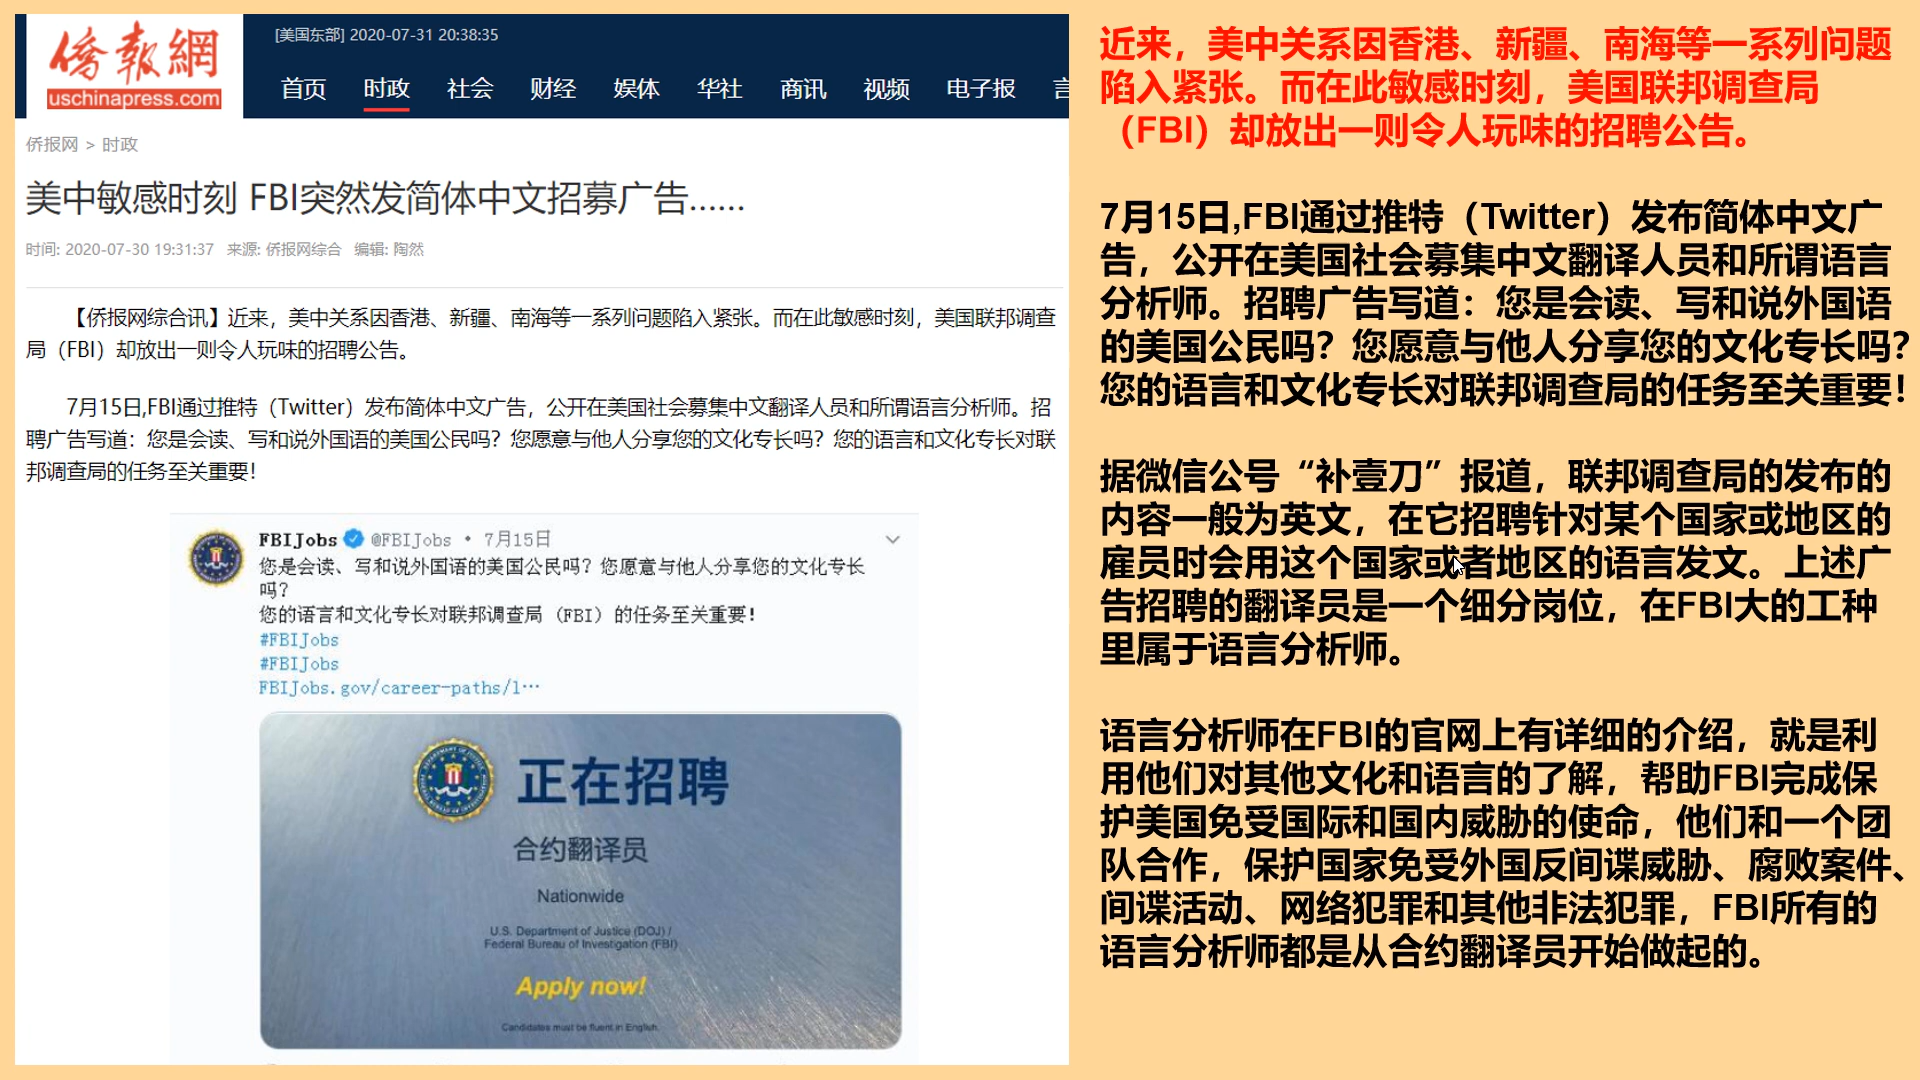 僑報網
uschinapress.com
[美国东部] 2020-07-31 20:38:35
首页 时政 社会 财经 娱体 华社 商讯 视频 电子报 言
侨报网 > 时政
美中敏感时刻 FBI突然发简体中文招募广告……
时间: 2020-07-30 19:31:37 来源: 侨报网综合 编辑: 陶然
【侨报网综合讯】近来，美中关系因香港、新疆、南海等一系列问题陷入紧张。而在此敏感时刻，美国联邦调查
局（FBI）却放出一则令人玩味的招聘公告。
7月15日,FBI通过推特（Twitter）发布简体中文广告，公开在美国社会募集中文翻译人员和所谓语言分析师。招
聘广告写道：您是会读、写和说外国语的美国公民吗？您愿意与他人分享您的文化专长吗？您的语言和文化专长对联
邦调查局的任务至关重要！
FBIJobs @FBIJobs • 7月15日
您是会读、写和说外国语的美国公民吗？您愿意与他人分享您的文化专长
吗？
您的语言和文化专长对联邦调查局（FBI）的任务至关重要！
#FBIJobs
#FBIJobs
FBIJobs.gov/career-paths/l…
正在招聘
合约翻译员
Nationwide
U.S. Department of Justice (DOJ) /
Federal Bureau of Investigation (FBI)
Apply now!
Candidates must be fluent in English.
近来，美中关系因香港、新疆、南海等一系列问题
陷入紧张。而在此敏感时刻，美国联邦调查局
（FBI）却放出一则令人玩味的招聘公告。
7月15日,FBI通过推特（Twitter）发布简体中文广
告，公开在美国社会募集中文翻译人员和所谓语言
分析师。招聘广告写道：您是会读、写和说外国语
的美国公民吗？您愿意与他人分享您的文化专长吗？
您的语言和文化专长对联邦调查局的任务至关重要！
据微信公号“补壹刀”报道，联邦调查局的发布的
内容一般为英文，在它招聘针对某个国家或地区的
雇员时会用这个国家或者地区的语言发文。上述广
告招聘的翻译员是一个细分岗位，在FBI大的工种
里属于语言分析师。
语言分析师在FBI的官网上有详细的介绍，就是利
用他们对其他文化和语言的了解，帮助FBI完成保
护美国免受国际和国内威胁的使命，他们和一个团
队合作，保护国家免受外国反间谍威胁、腐败案件、
间谍活动、网络犯罪和其他非法犯罪，FBI所有的
语言分析师都是从合约翻译员开始做起的。